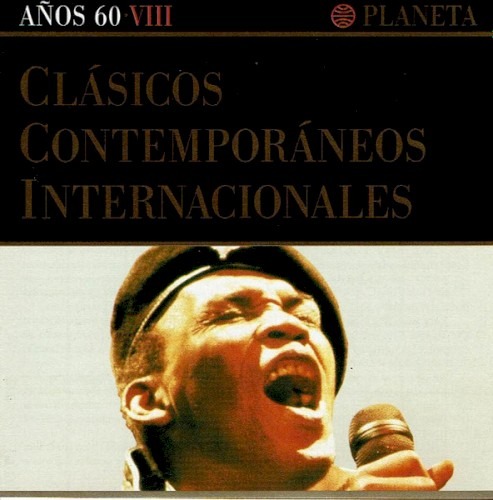 AÑOS 60 · VIII
PLANETA
CLÁSICOS
CONTEMPORÁNEOS
INTERNACIONALES